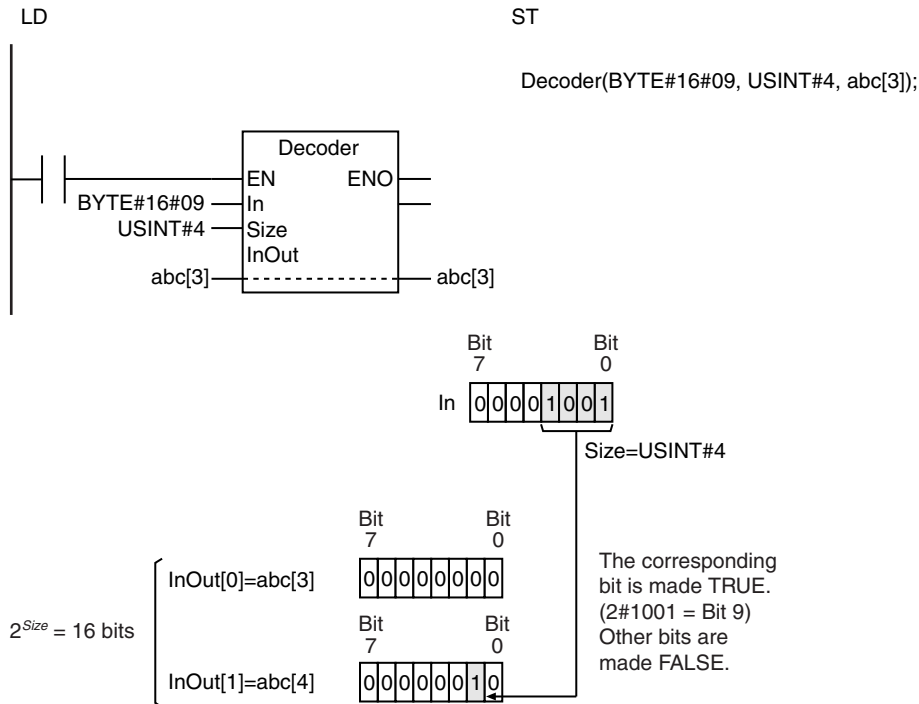 LD
ST
Decoder(BYTE#16#09, USINT#4, abc[3]);
Decoder
EN ENO
BYTE#16#09 In
USINT#4 Size
InOut
abc[3] abc[3]
Bit Bit
7 0
In 0 0 0 0 1 0 0 1
Size=USINT#4
Bit Bit
7 0
InOut[0]=abc[3] 0 0 0 0 0 0 0 0
The corresponding
bit is made TRUE.
(2#1001 = Bit 9)
Other bits are
made FALSE.
2^Size = 16 bits
Bit Bit
7 0
InOut[1]=abc[4] 0 0 0 0 0 0 1 0